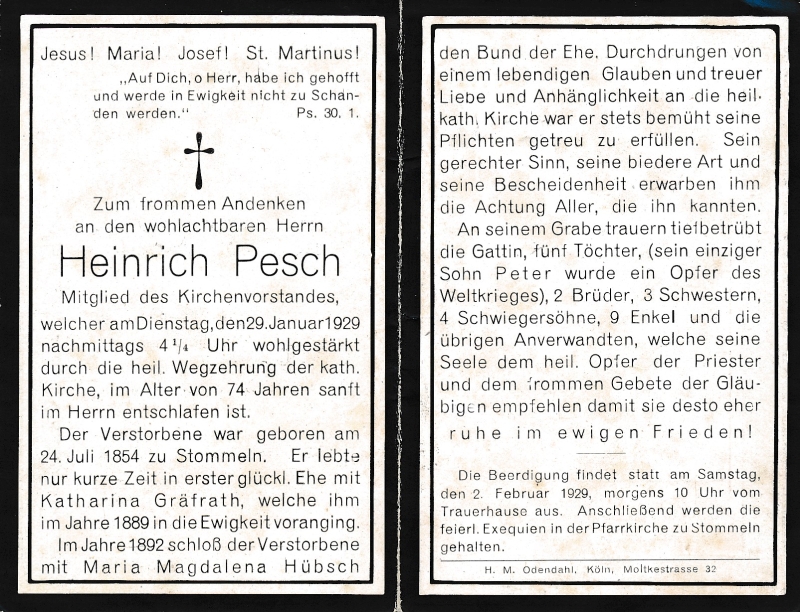 Jesus! Maria! Josef! St. Martinus!
„Auf Dich, o Herr, habe ich gehofft
und werde in Ewigkeit nicht zu Schan-
den werden." Ps. 30. 1.
Zum frommen Andenken
an den wohlachtbaren Herrn
Heinrich Pesch
Mitglied des Kirchenvorstandes,
welcher am Dienstag, den 29. Januar 1929
nachmittags 4 1/4 Uhr wohlgestärkt
durch die heil. Wegzehrung der kath.
Kirche, im Alter von 74 Jahren sanft
im Herrn entschlafen ist.
Der Verstorbene war geboren am
24. Juli 1854 zu Stommeln. Er lebte
nur kurze Zeit in erster glückl. Ehe mit
Katharina Gräfrath, welche ihm
im Jahre 1889 in die Ewigkeit voranging.
Im Jahre 1892 schloß der Verstorbene
mit Maria Magdalena Hübsch
den Bund der Ehe. Durchdrungen von
einem lebendigen Glauben und treuer
Liebe und Anhänglichkeit an die heil.
kath. Kirche war er stets bemüht seine
Pflichten getreu zu erfüllen. Sein
gerechter Sinn, seine biedere Art und
seine Bescheidenheit erwarben ihm
die Achtung Aller, die ihn kannten.
An seinem Grabe trauern tiefbetrübt
die Gattin, fünf Töchter, (sein einziger
Sohn Peter wurde ein Opfer des
Weltkrieges), 2 Brüder, 3 Schwestern,
4 Schwiegersöhne, 9 Enkel und die
übrigen Anverwandten, welche seine
Seele dem heil. Opfer der Priester
und dem frommen Gebete der Gläu-
bigen empfehlen damit sie desto eher
ruhe im ewigen Frieden!
Die Beerdigung findet statt am Samstag,
den 2. Februar 1929, morgens 10 Uhr vom
Trauerhause aus. Anschließend werden die
feierl. Exequien in der Pfarrkirche zu Stommeln
gehalten.
H. M. Odendahl, Köln, Moltkestrasse 32